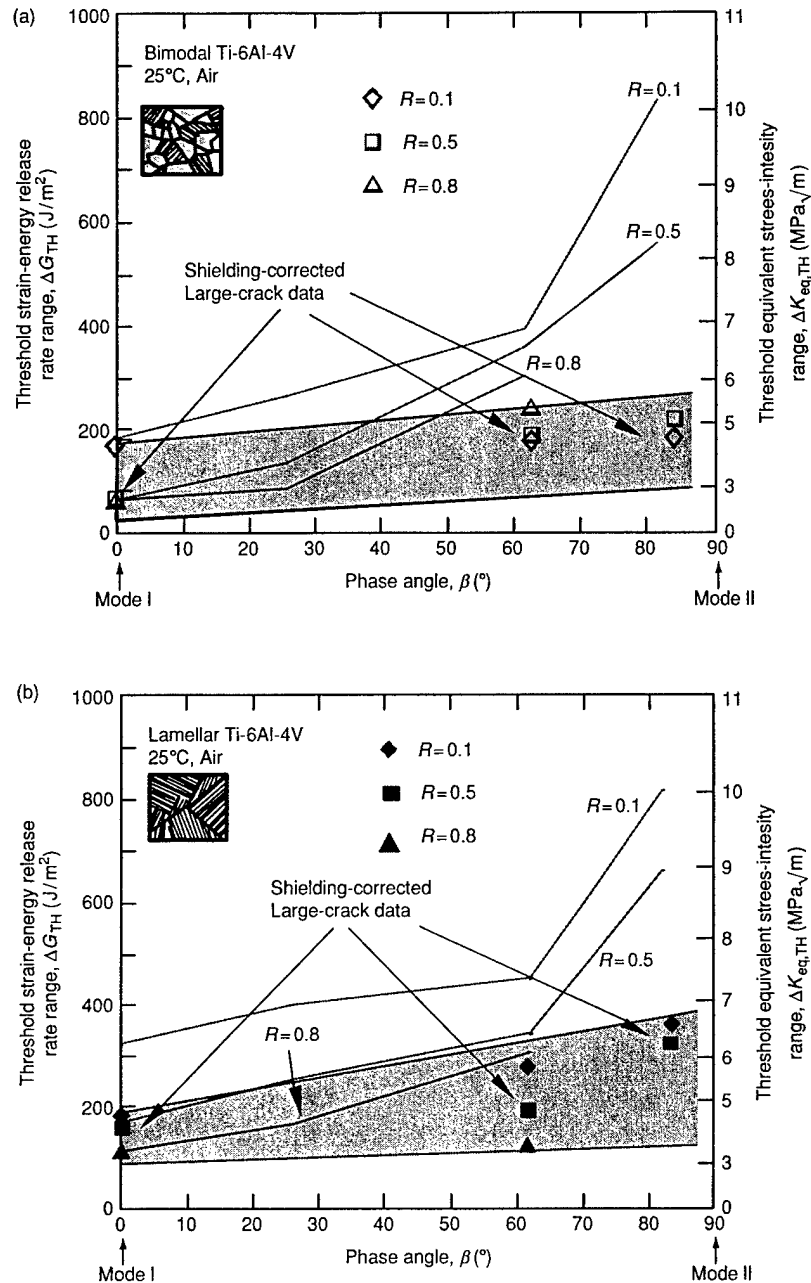 (a)
1000
800
600
400
200
0
Threshold strain-energy release
rate range, ΔG_TH (J/m²)
Bimodal Ti-6Al-4V
25°C, Air
R=0.1
R=0.5
R=0.8
Shielding-corrected
Large-crack data
R=0.1
R=0.5
R=0.8
11
10
9
8
7
6
5
3
0
Threshold equivalent strees-intesity
range, ΔK_eq,TH (MPa√m)
0 10 20 30 40 50 60 70 80 90
Phase angle, β (°)
Mode I
Mode II
(b)
1000
800
600
400
200
0
Threshold strain-energy release
rate range, ΔG_TH (J/m²)
Lamellar Ti-6Al-4V
25°C, Air
R=0.1
R=0.5
R=0.8
Shielding-corrected
Large-crack data
R=0.1
R=0.5
R=0.8
11
10
9
8
7
6
5
3
0
Threshold equivalent strees-intesity
range, ΔK_eq,TH (MPa√m)
0 10 20 30 40 50 60 70 80 90
Phase angle, β (°)
Mode I
Mode II